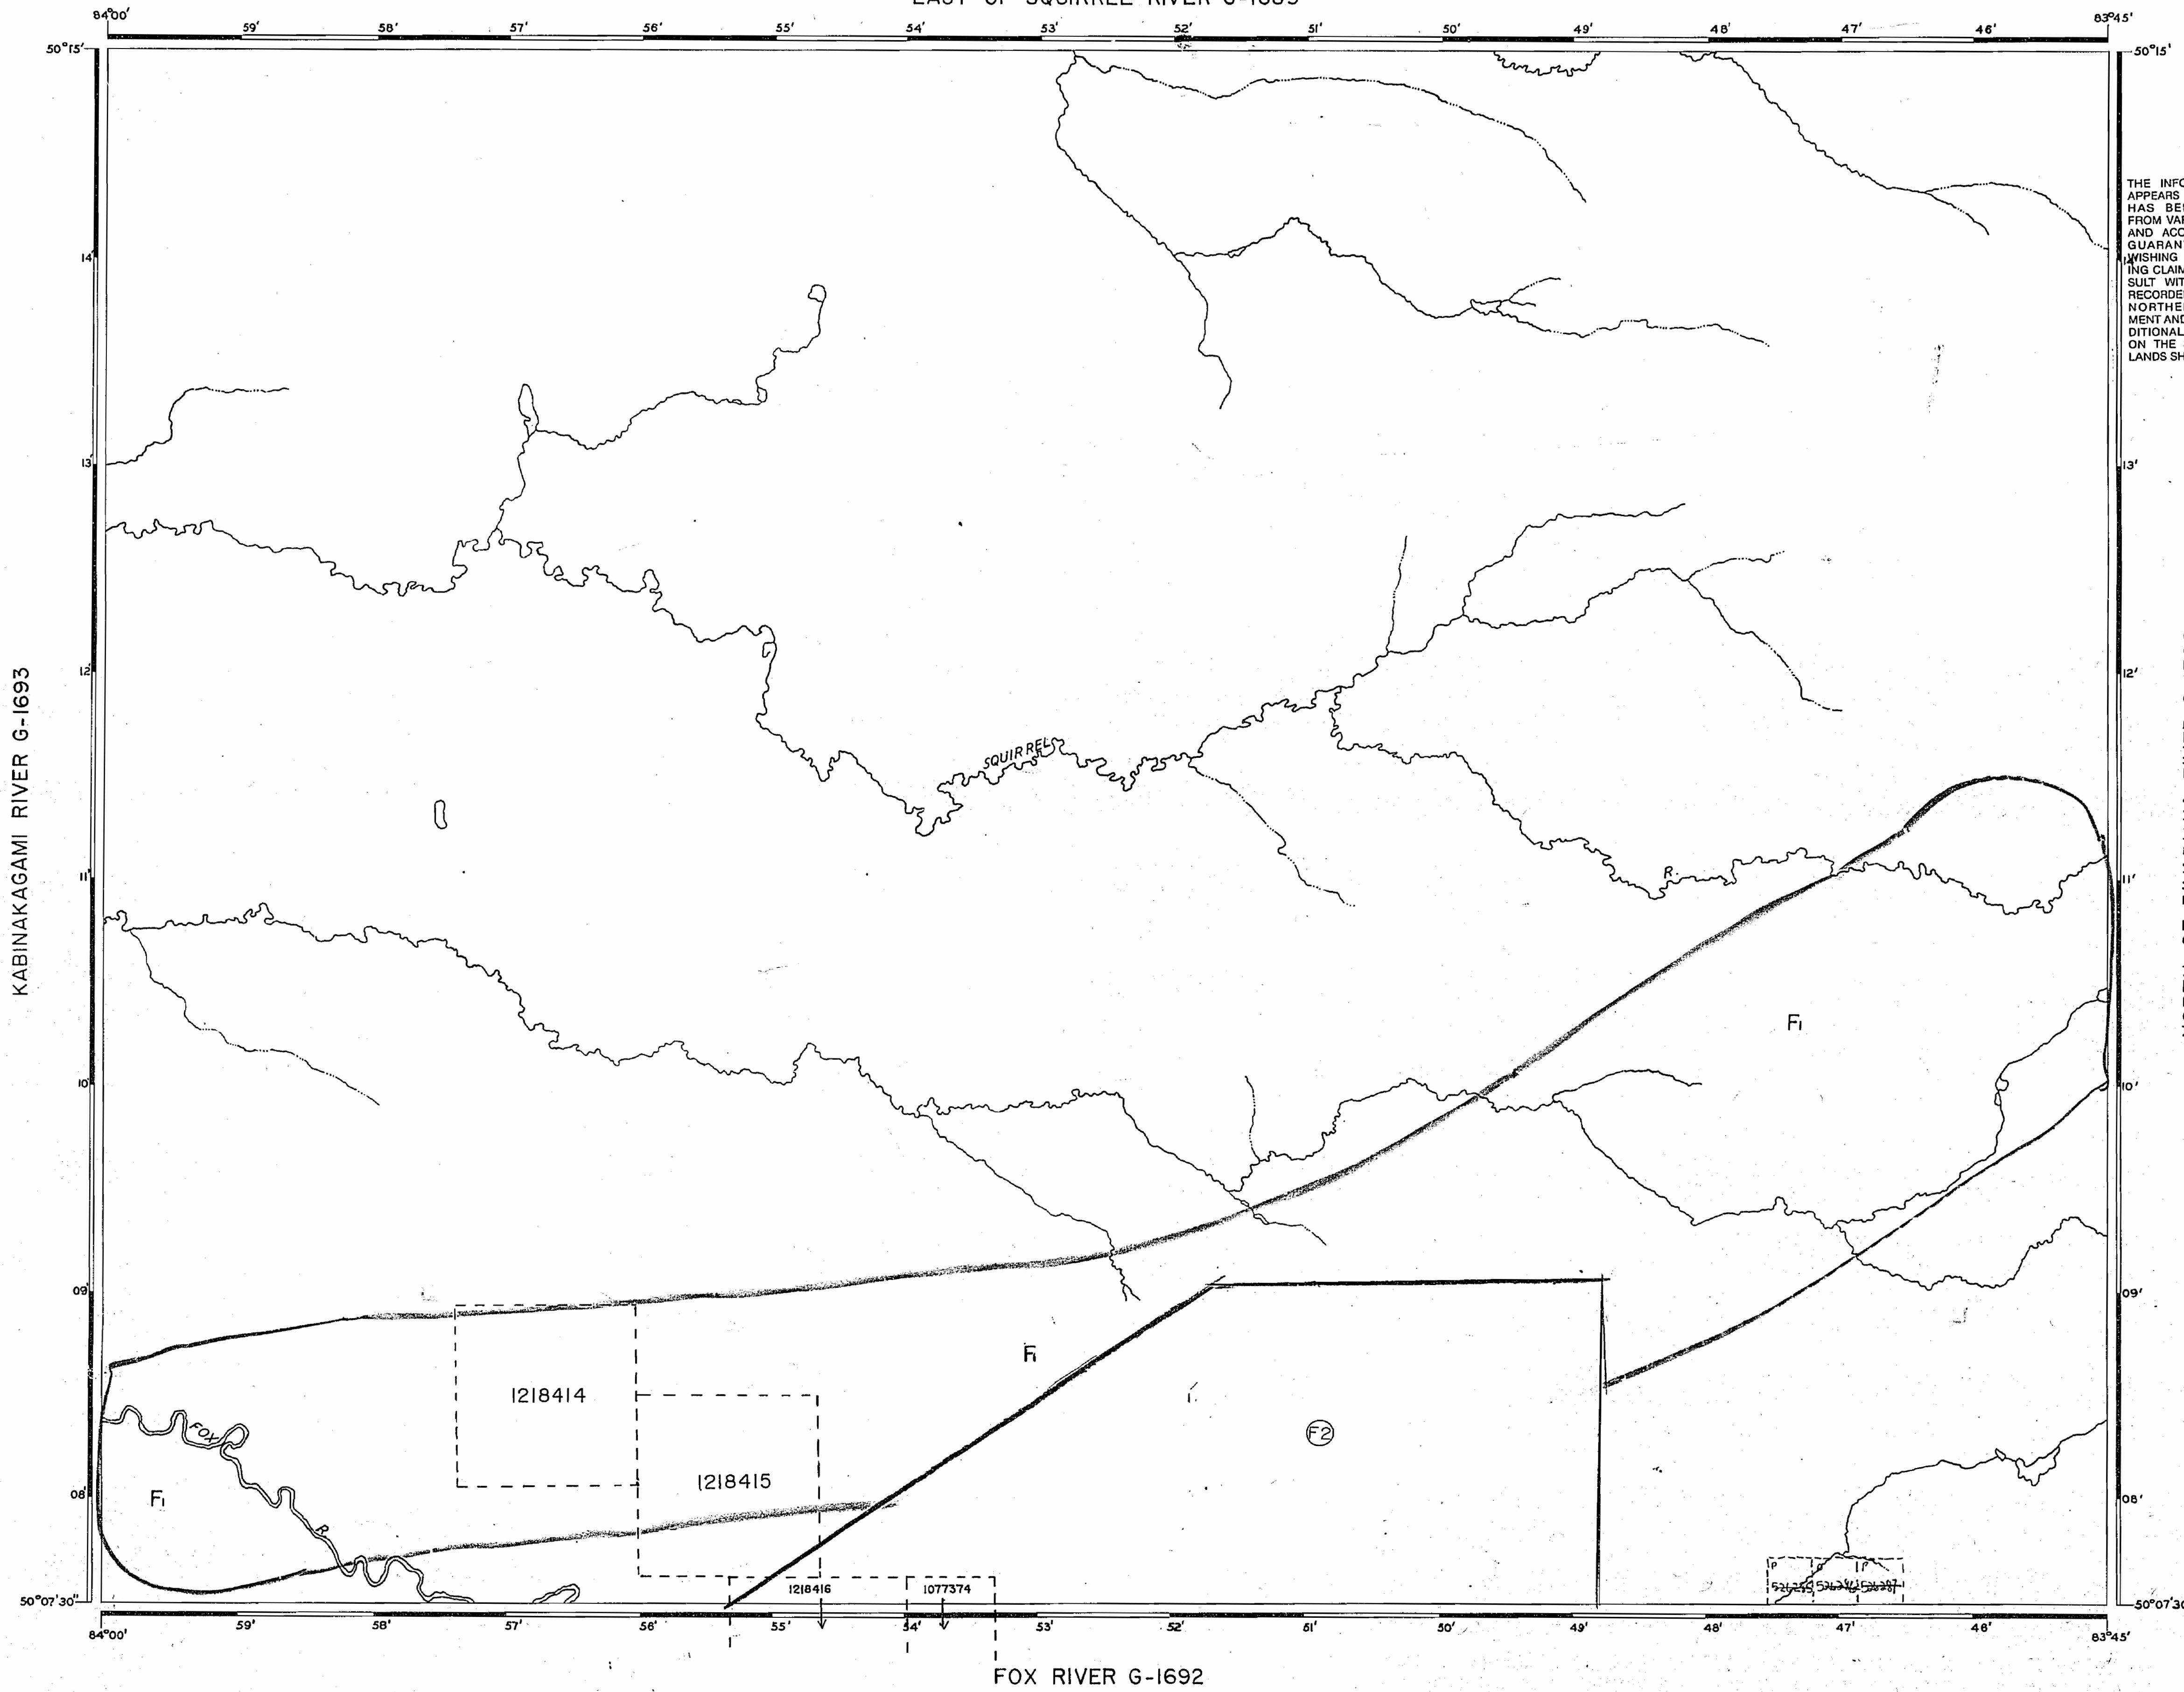 84°00'
59'
58'
57'
56'
55'
54'
53'
52'
51'
50'
49'
48'
47'
46'
83°45'
50°15'
50°15'
THE INFO
APPEARS
HAS BE
FROM VA
AND ACC
GUARAN
WISHING
ING CLAIM
SULT WIT
RECORDE
NORTHE
MENT AND
DITIONAL
ON THE
LANDS SH
14'
14'
13'
13'
12'
12'
KABINAKAGAMI RIVER G-1693
SQUIRREL
R.
11'
11'
F1
10'
10'
09'
09'
F1
1218414
F2
FOX
1218415
08'
08'
F1
R.
P
P
1218416
1077374
50°07'30"
50°07'30
84°00'
59'
58'
57'
56'
55'
54'
53'
52'
51'
50'
49'
48'
47'
46'
83°45'
FOX RIVER G-1692